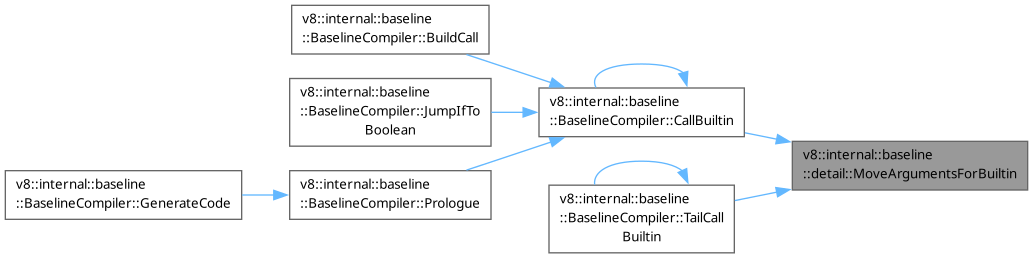 v8::internal::baseline
::BaselineCompiler::BuildCall
v8::internal::baseline
::BaselineCompiler::JumpIfTo
Boolean
v8::internal::baseline
::BaselineCompiler::CallBuiltin
v8::internal::baseline
::detail::MoveArgumentsForBuiltin
v8::internal::baseline
::BaselineCompiler::GenerateCode
v8::internal::baseline
::BaselineCompiler::Prologue
v8::internal::baseline
::BaselineCompiler::TailCall
Builtin